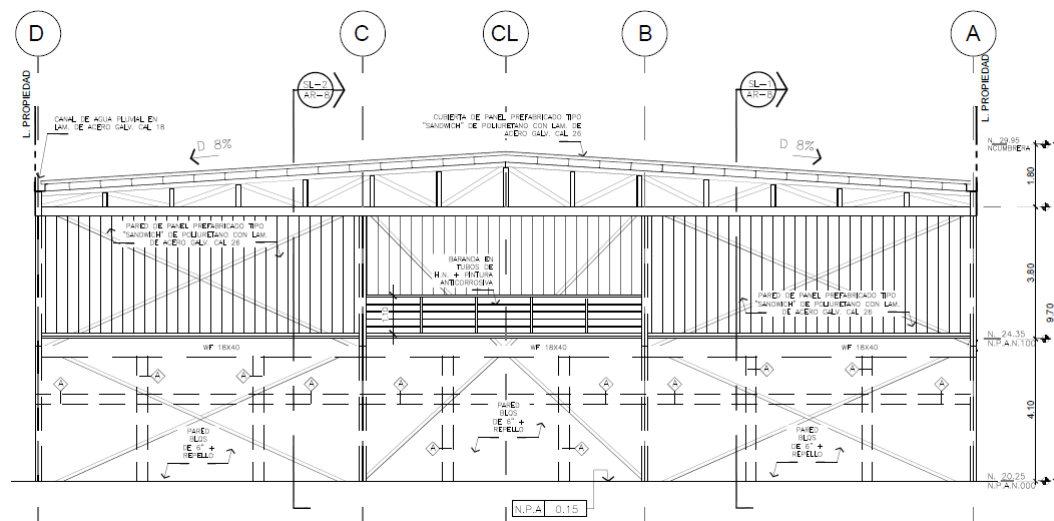 D
C
CL
B
A
L. PROPIEDAD
L. PROPIEDAD
SL-2
AR-8
SL-1
AR-8
CANAL DE AGUA PLUVIAL EN
LAM. DE ACERO GALV. CAL 18
CUBIERTA DE PANEL PREFABRICADO TIPO
"SANDWICH" DE POLIURETANO CON LAM. DE
ACERO GALV. CAL 26
D 8%
D 8%
N. 29.95
NCUMBRERA
1.80
PARED DE PANEL PREFABRICADO TIPO
"SANDWICH" DE POLIURETANO CON LAM.
DE ACERO GALV. CAL 26
BARANDA EN
TUBOS DE
H.N. + PINTURA
ANTICORROSIVA
3.80
PARED DE PANEL PREFABRICADO TIPO
"SANDWICH" DE POLIURETANO CON LAM.
DE ACERO GALV. CAL 26
9.70
N. 24.35
N.P.A.N.100
WF 18X40
WF 18X40
WF 18X40
A
A
A
A
A
A
A
A
A
A
A
A
4.10
PARED
BLQS
DE 6" +
REPELLO
PARED
BLQS
DE 6" +
REPELLO
PARED
BLQS
DE 6" +
REPELLO
N. 20.25
N.P.A.N.000
N.P.A 0.15